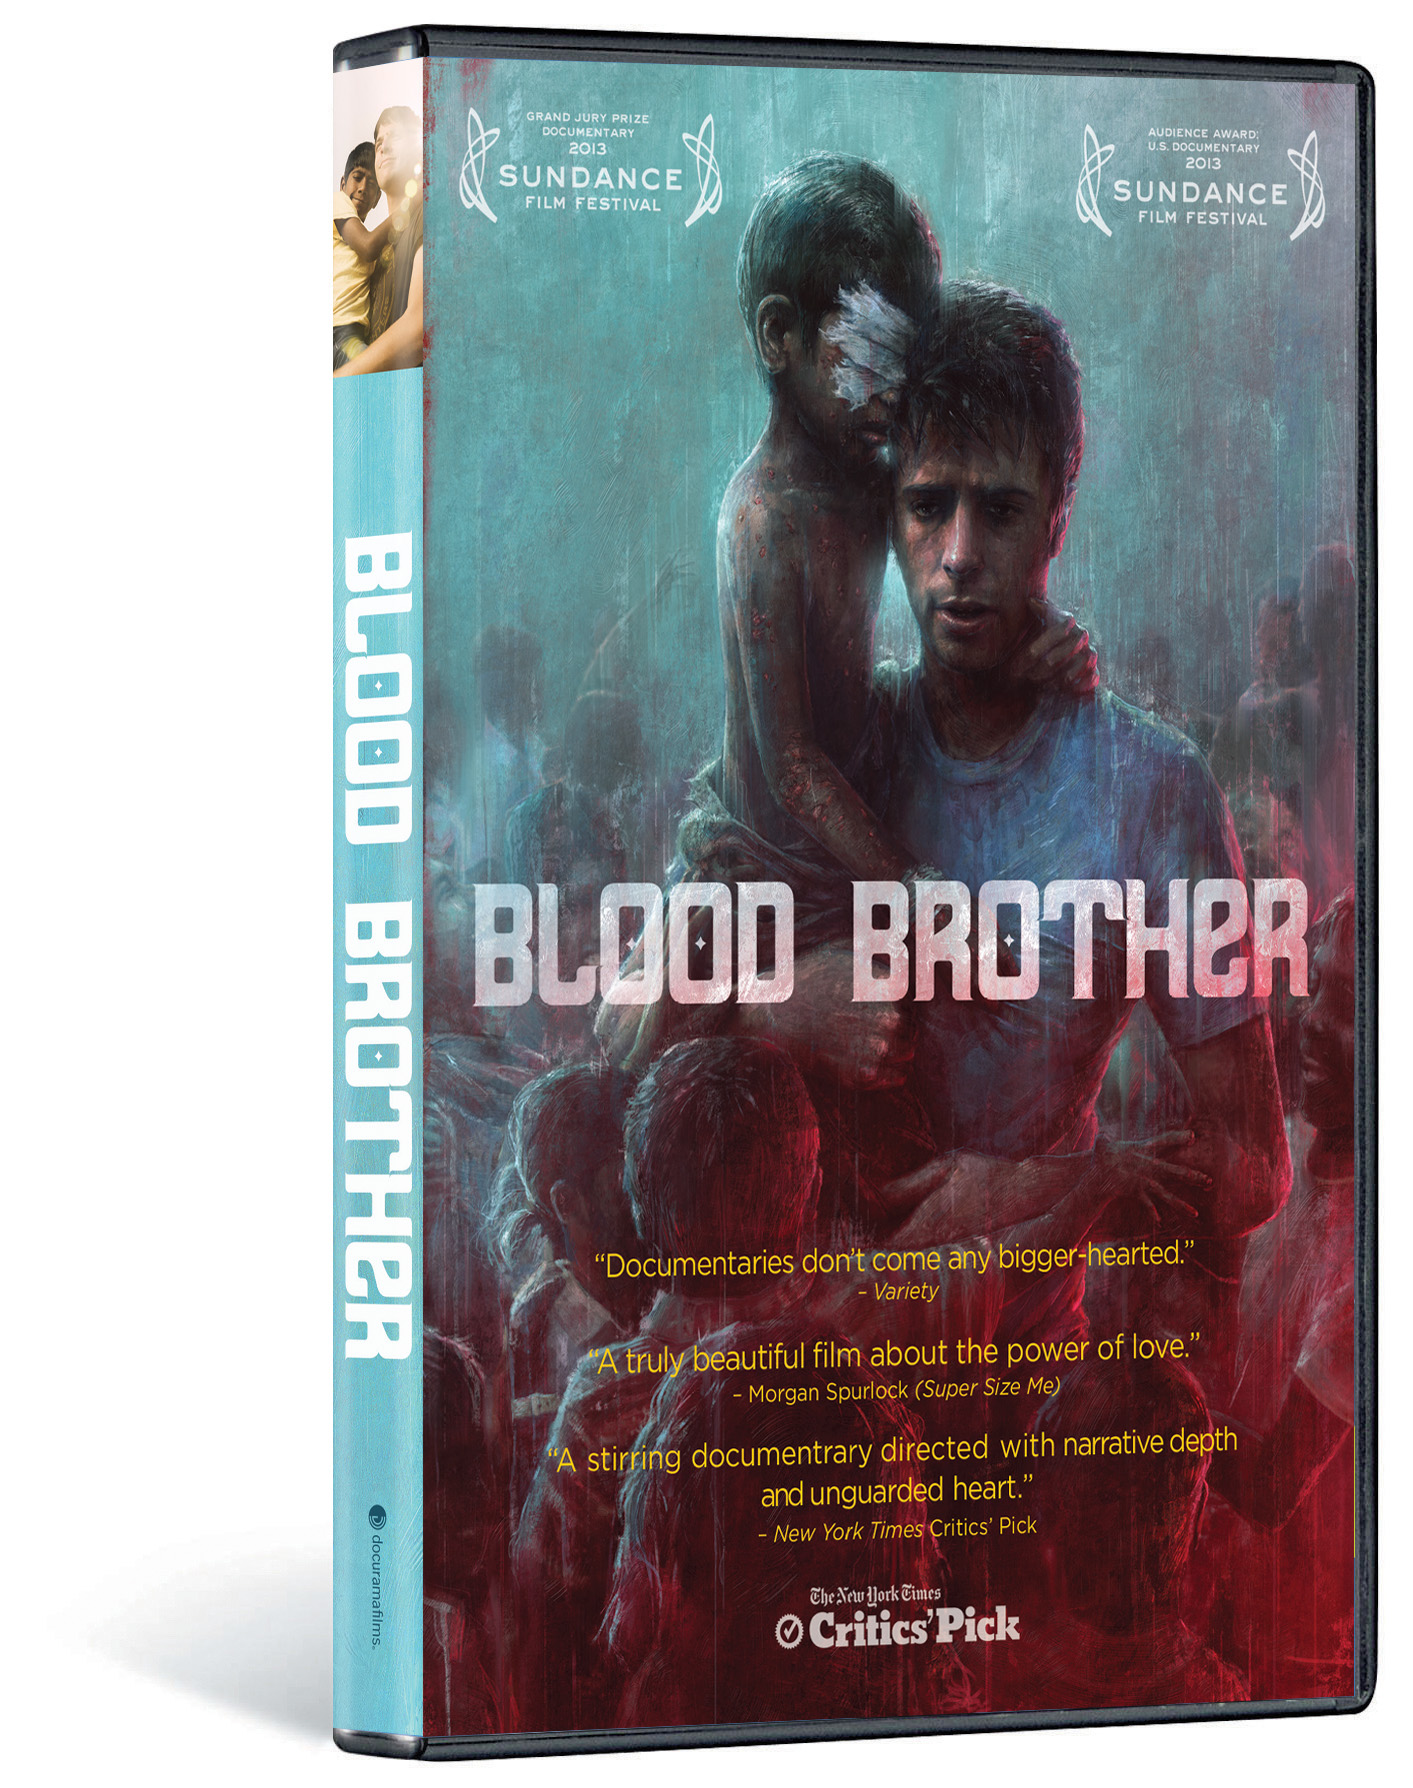 GRAND JURY PRIZE
DOCUMENTARY
2013
SUNDANCE
FILM FESTIVAL
AUDIENCE AWARD:
U.S. DOCUMENTARY
2013
SUNDANCE
FILM FESTIVAL
BLOOD BROTHER
BLOOD BROTHER
“Documentaries don’t come any bigger-hearted.”
– Variety
“A truly beautiful film about the power of love.”
– Morgan Spurlock (Super Size Me)
“A stirring documentrary directed with narrative depth
and unguarded heart.”
– New York Times Critics’ Pick
The New York Times
Critics’ Pick
docuramafilms.